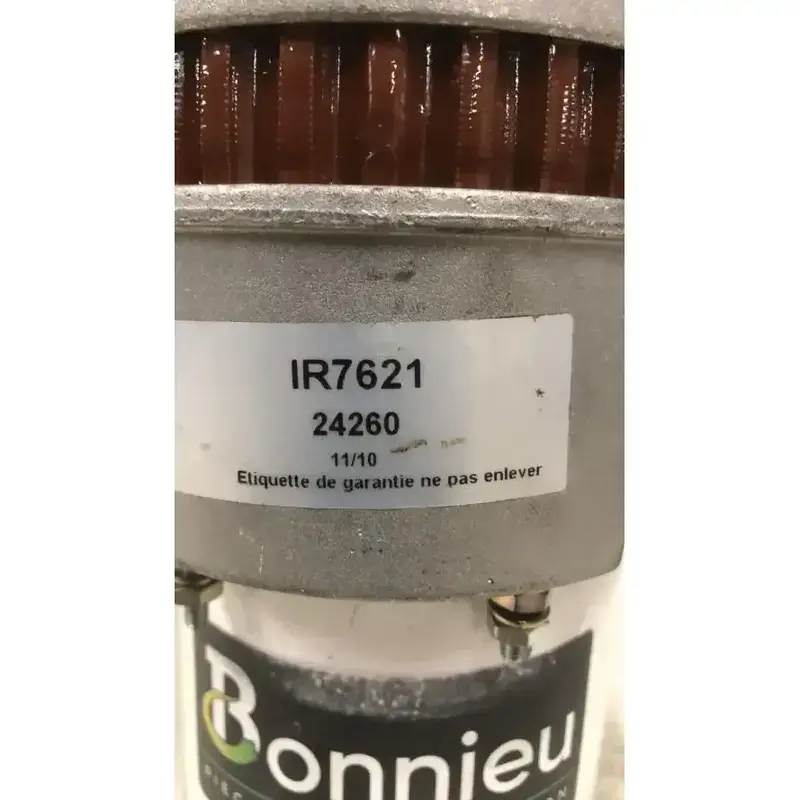 IR7621
24260
11/10
Etiquette de garantie ne pas enlever
Bonnieu